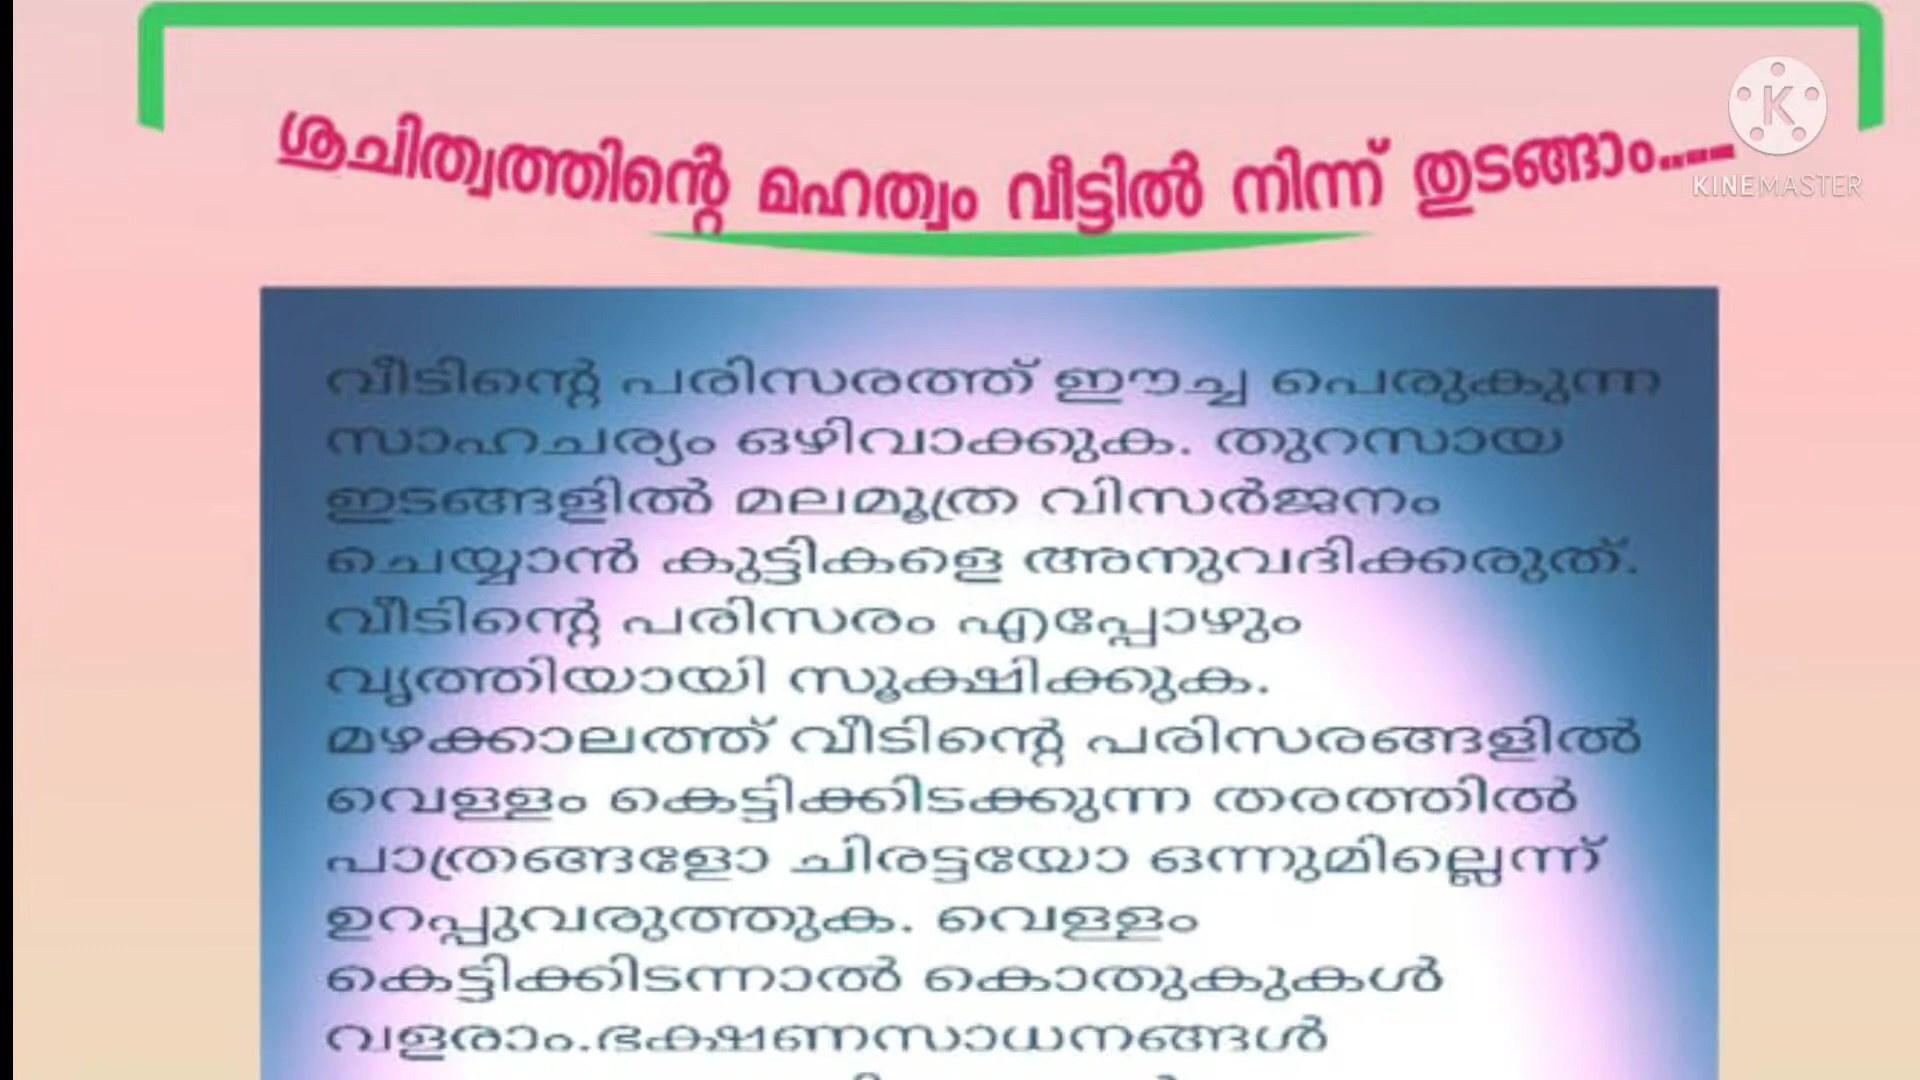 ശുചിത്വത്തിന്റെ മഹത്വം വീട്ടിൽ നിന്ന് തുടങ്ങാം.....
KINEMASTER
വീടിന്റെ പരിസരത്ത് ഈച്ച പെരുകുന്ന
സാഹചര്യം ഒഴിവാക്കുക. തുറസായ
ഇടങ്ങളിൽ മലമൂത്ര വിസർജനം
ചെയ്യാൻ കുട്ടികളെ അനുവദിക്കരുത്.
വീടിന്റെ പരിസരം എപ്പോഴും
വൃത്തിയായി സൂക്ഷിക്കുക.
മഴക്കാലത്ത് വീടിന്റെ പരിസരങ്ങളിൽ
വെള്ളം കെട്ടിക്കിടക്കുന്ന തരത്തിൽ
പാത്രങ്ങളോ ചിരട്ടയോ ഒന്നുമില്ലെന്ന്
ഉറപ്പുവരുത്തുക. വെള്ളം
കെട്ടിക്കിടന്നാൽ കൊതുകുകൾ
വളരാം.ഭക്ഷണസാധനങ്ങൾ